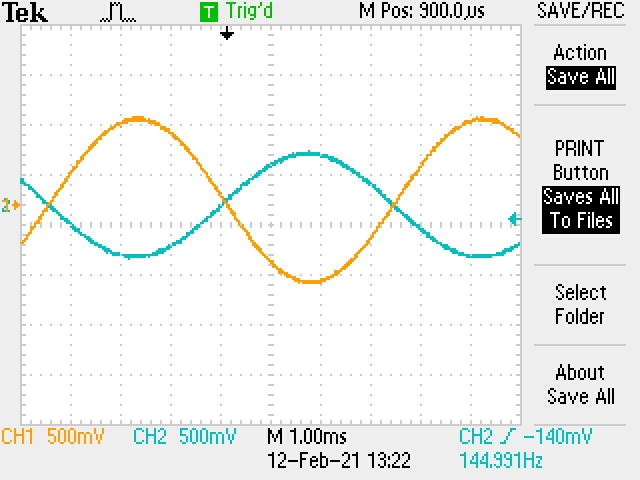 Tek T Trig'd M Pos: 900.0µs SAVE/REC
Action
Save All
PRINT
Button
Saves All
To Files
Select
Folder
About
Save All
CH1 500mV CH2 500mV M 1.00ms CH2 -140mV
12-Feb-21 13:22 144.991Hz